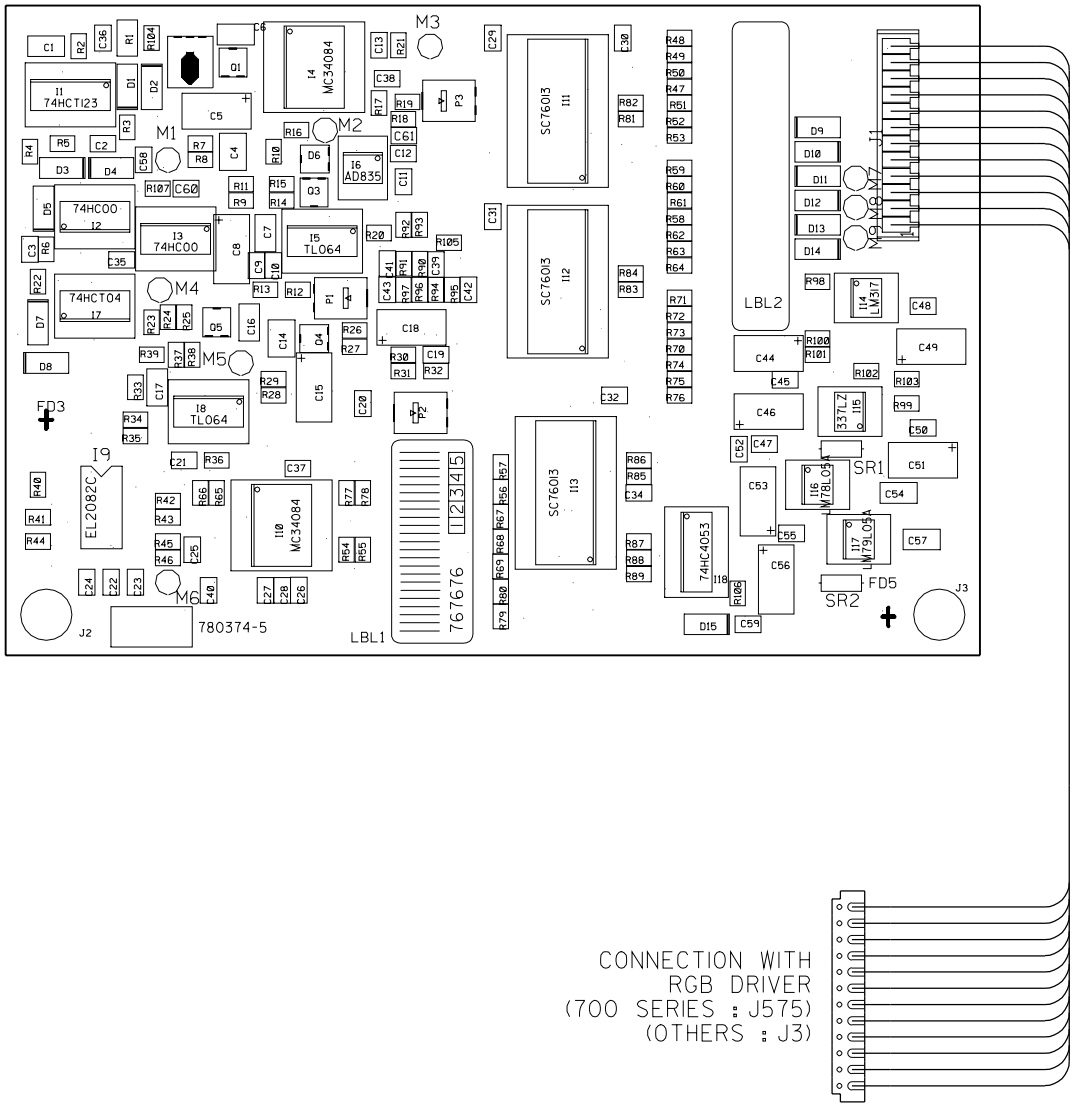 M3
C1
R2
C36
R1
R104
C6
Q1
I4
MC34084
C13
R21
C29
C30
R48
R49
R50
R47
R51
R52
R53
I1
74HCT123
D1
D2
C5
C38
R17
R19
R18
P3
I11
SC76013
R82
R81
D9
D10
J1
R4
R5
C2
R3
C58
M1
R7
R8
C4
R10
R16
M2
D6
I6
AD835
C61
C12
C11
D3
D4
R107
C60
R11
R9
R15
R14
Q3
R59
R60
R61
R58
R62
R63
R64
D11
D12
D13
D14
M7
M8
M9
1
D5
74HC00
I2
I3
74HC00
C8
C7
I5
TL064
R20
R92
R93
R105
C31
I12
SC76013
R84
R83
C3
R6
C35
C9
C10
R13
R12
C41
R91
R90
C39
C43
R97
R96
R94
R95
C42
R22
74HCT04
I7
M4
P1
R98
I14
LM317
C48
LBL2
D7
R23
R24
R25
Q5
C16
C14
Q4
R26
R27
C18
R71
R72
R73
R70
R74
R75
R76
C44
R100
R101
C49
D8
R39
R37
R38
M5
R30
R31
C19
R32
C45
R102
R103
R33
C17
R29
R28
C15
C20
P2
C32
C46
337LZ
I15
R99
C50
FD3
R34
R35
I8
TL064
I9
C21
R36
C37
C52
C47
SR1
C51
R40
EL2082C
R42
R43
R66
R65
I10
MC34084
R77
R78
12345
767676
R57
R56
R67
R68
R69
R80
R79
I13
SC76013
R86
R85
C34
C53
I16
LM78L05A
C54
R41
R44
R45
R46
C25
R54
R55
R87
R88
R89
74HC4053
I18
C55
C56
I17
LM79L05A
C57
C24
C22
C23
M6
C40
C27
C28
C26
R106
SR2
FD5
J3
J2
780374-5
LBL1
D15
C59
CONNECTION WITH
RGB DRIVER
(700 SERIES : J575)
(OTHERS : J3)